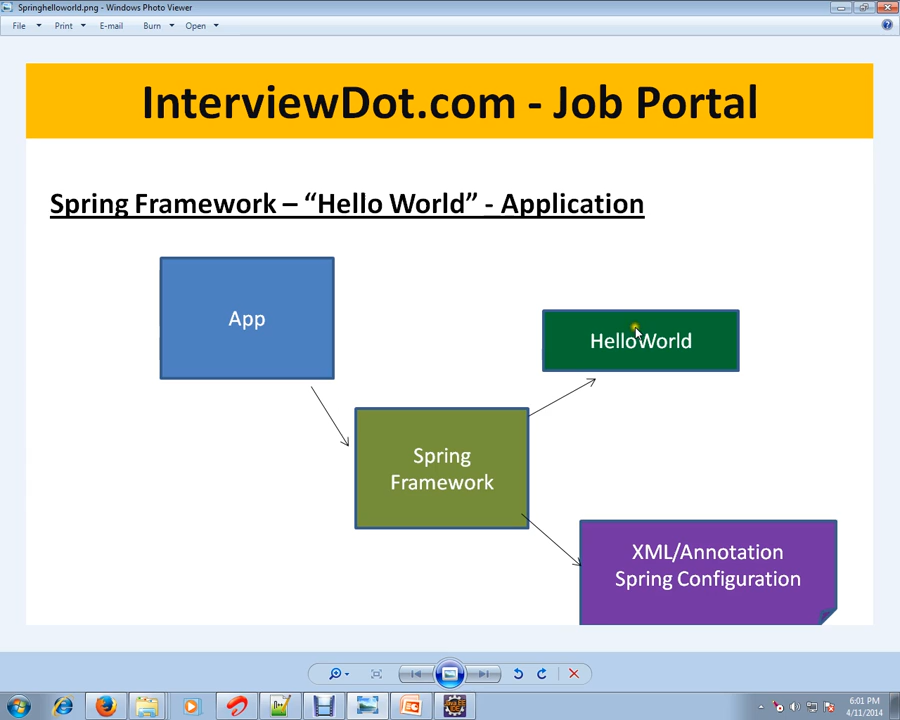 Springhelloworld.png - Windows Photo Viewer
File Print E-mail Burn Open
InterviewDot.com - Job Portal
Spring Framework – “Hello World” - Application
App
HelloWorld
Spring
Framework
XML/Annotation
Spring Configuration
6:01 PM
4/11/2014